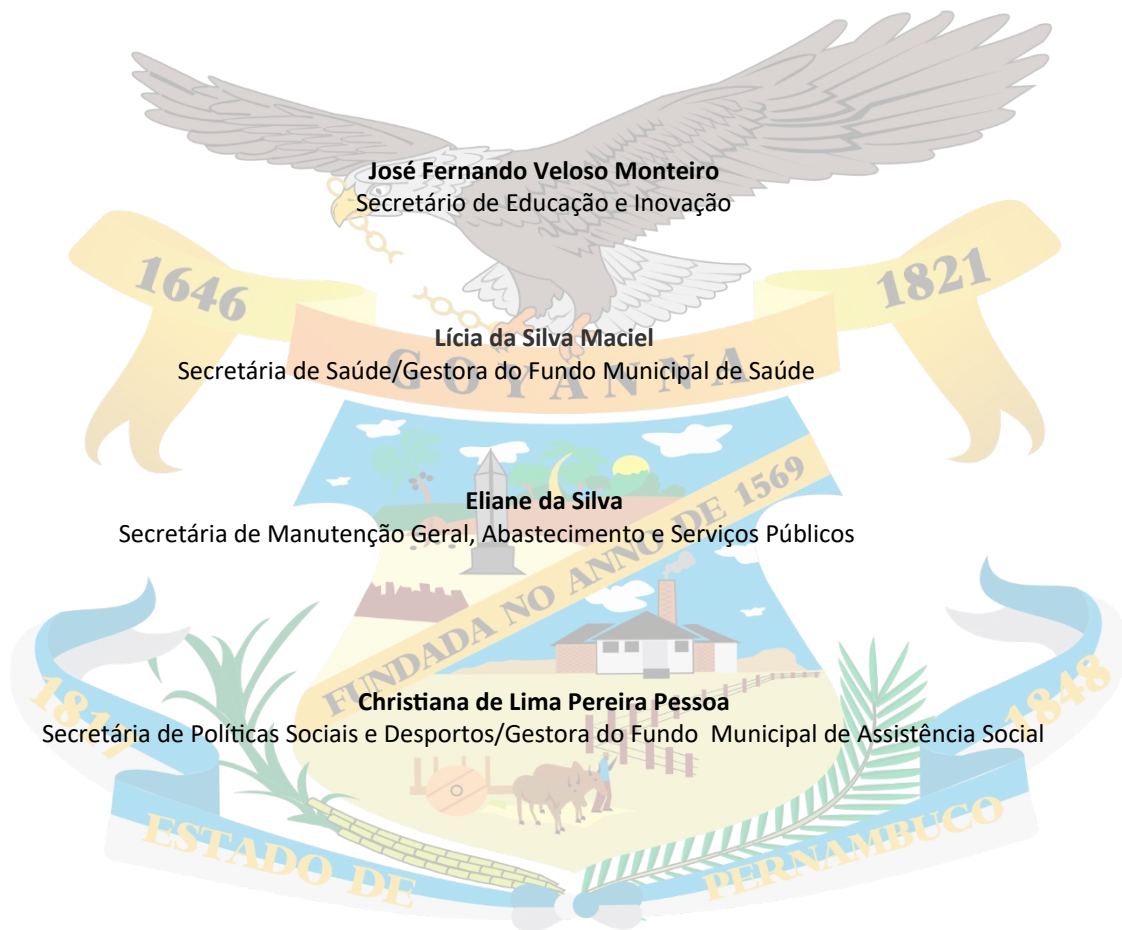 José Fernando Veloso Monteiro
Secretário de Educação e Inovação
1646
1821
Lícia da Silva Maciel
GOYANNA
Secretária de Saúde/Gestora do Fundo Municipal de Saúde
Eliane da Silva
Secretária de Manutenção Geral, Abastecimento e Serviços Públicos
FUNDADA NO ANNO DE 1569
Christiana de Lima Pereira Pessoa
Secretária de Políticas Sociais e Desportos/Gestora do Fundo  Municipal de Assistência Social
1817
1848
ESTADO DE
PERNAMBUCO